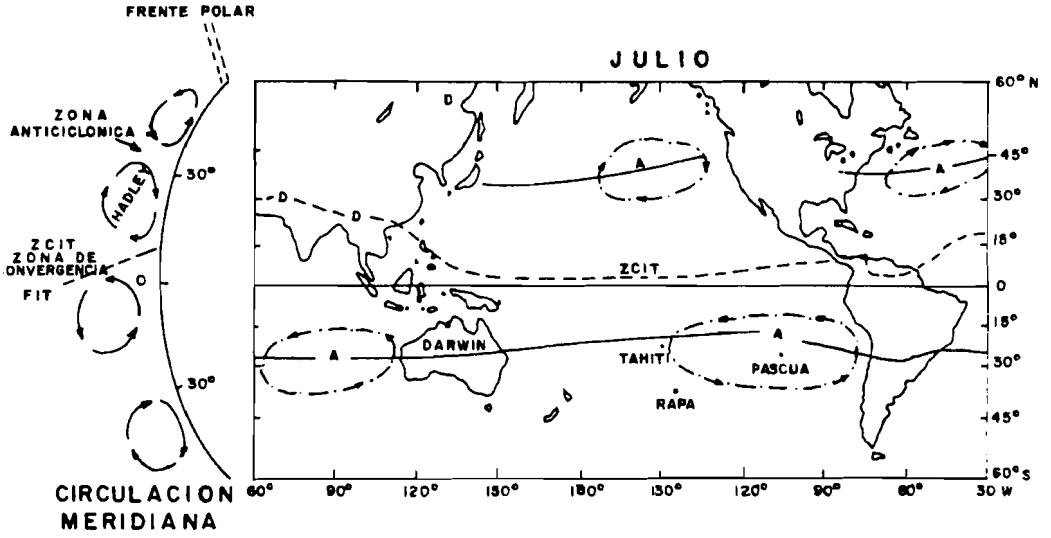 FRENTE POLAR
JULIO
ZONA
ANTICICLONICA
30°
HADLEY
ZCIT
ZONA DE
CONVERGENCIA
FIT
0
30°
CIRCULACION
MERIDIANA
D
D
D
A
A
ZCIT
A
DARWIN
TAHITI
A
PASCUA
RAPA
60° N
45°
30°
15°
0
15°
30°
45°
60° S
60°
90°
120°
150°
180°
150°
120°
90°
60°
30 W